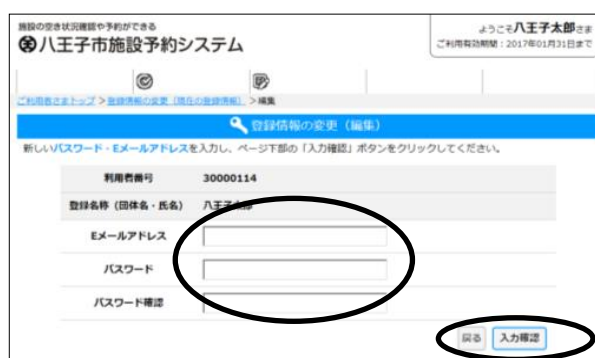 施設の空き状況確認や予約ができる
八王子市施設予約システム
ようこそ八王子太郎さま
ご利用有効期間：2017年01月31日まで
ご利用者さまトップ > 登録情報の変更（現在の登録情報） > 編集
登録情報の変更（編集）
新しいパスワード・Eメールアドレスを入力し、ページ下部の「入力確認」ボタンをクリックしてください。
利用者番号 30000114
登録名称（団体名・氏名） 八王子太郎
Eメールアドレス
パスワード
パスワード確認
戻る 入力確認